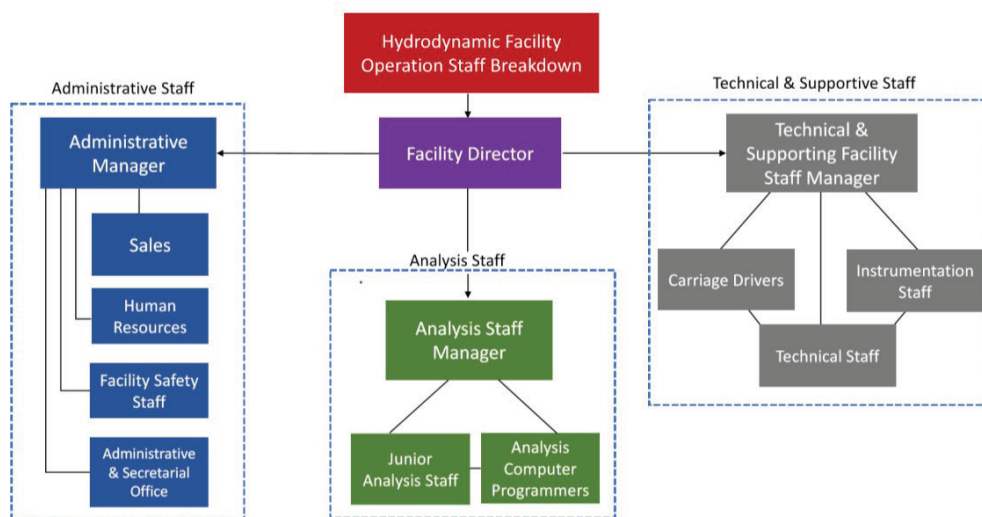 Hydrodynamic Facility
Operation Staff Breakdown
Administrative Staff
Technical & Supportive Staff
Administrative
Manager
Facility Director
Technical &
Supporting Facility
Staff Manager
Sales
Analysis Staff
Carriage Drivers
Instrumentation
Staff
Human
Resources
Analysis Staff
Manager
Technical Staff
Facility Safety
Staff
Administrative
& Secretarial
Office
Junior
Analysis Staff
Analysis
Computer
Programmers